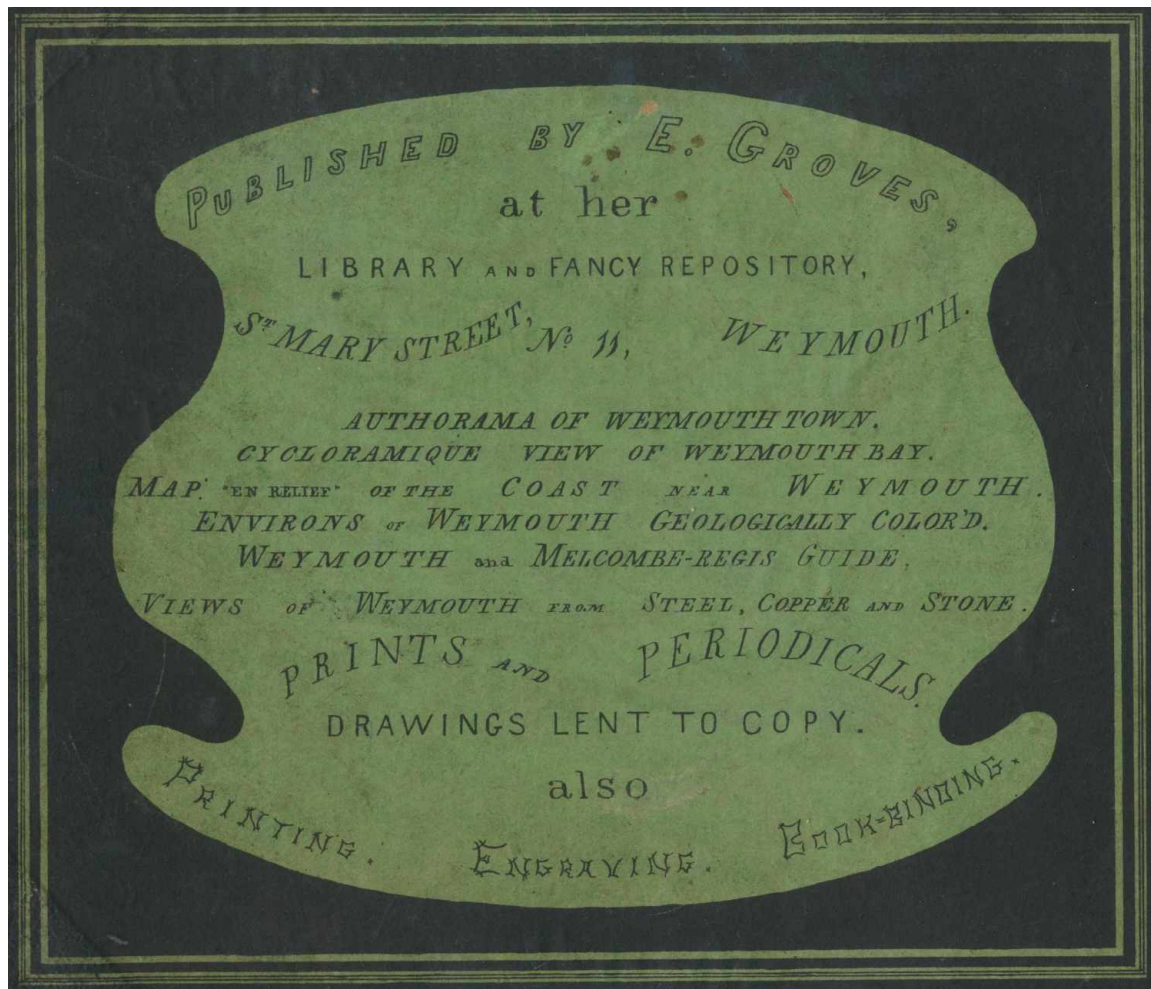 PUBLISHED BY E. GROVES,
at her
LIBRARY AND FANCY REPOSITORY,
ST MARY STREET, No 11, WEYMOUTH.
AUTHORAMA OF WEYMOUTH TOWN.
CYCLORAMIQUE VIEW OF WEYMOUTH BAY.
MAP. "EN RELIEF" OF THE COAST NEAR WEYMOUTH.
ENVIRONS OF WEYMOUTH GEOLOGICALLY COLOR'D.
WEYMOUTH and MELCOMBE-REGIS GUIDE,
VIEWS OF WEYMOUTH FROM STEEL, COPPER AND STONE.
PRINTS AND PERIODICALS.
DRAWINGS LENT TO COPY.
also
PRINTING. ENGRAVING. BOOK-BINDING.